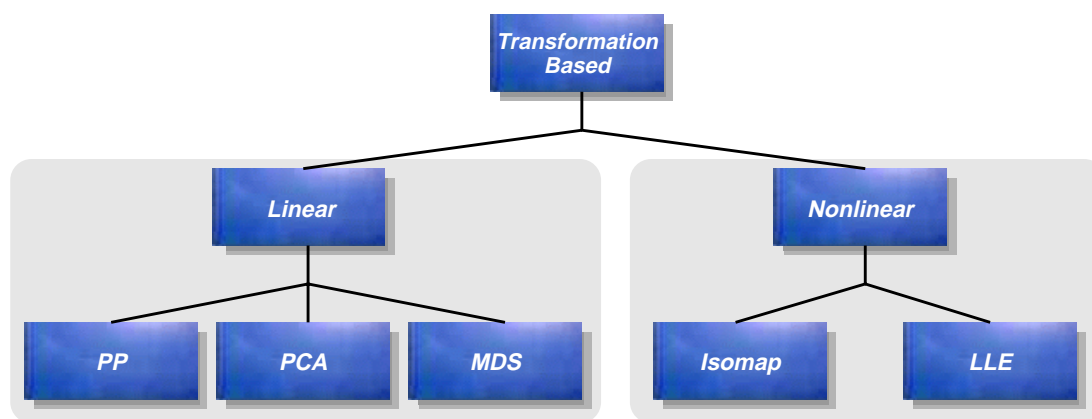 Transformation
Based
Linear
Nonlinear
PP
PCA
MDS
Isomap
LLE